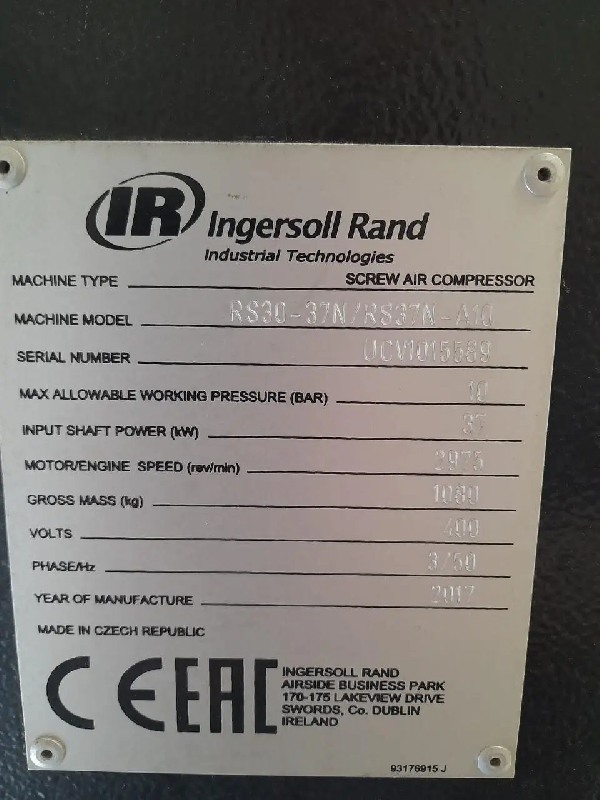 IR Ingersoll Rand
Industrial Technologies
MACHINE TYPE SCREW AIR COMPRESSOR
MACHINE MODEL RS30-37N/RS37N-A10
SERIAL NUMBER UCV1015569
MAX ALLOWABLE WORKING PRESSURE (BAR) 10
INPUT SHAFT POWER (kW) 37
MOTOR/ENGINE SPEED (rev/min) 3975
GROSS MASS (kg) 1080
VOLTS 400
PHASE/Hz 3/50
YEAR OF MANUFACTURE 2017
MADE IN CZECH REPUBLIC
CE EAC
INGERSOLL RAND
AIRSIDE BUSINESS PARK
170-175 LAKEVIEW DRIVE
SWORDS, Co. DUBLIN
IRELAND
93176915 J